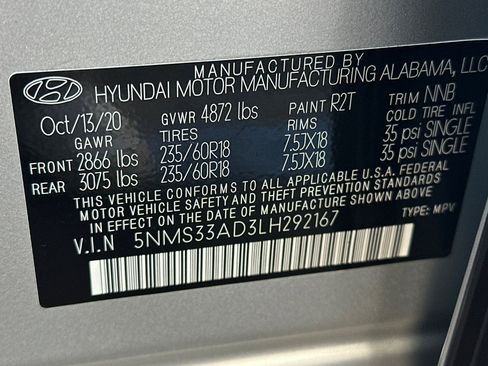 MANUFACTURED BY
HYUNDAI MOTOR MANUFACTURING ALABAMA, LLC
Oct/13/20 GVWR 4872 lbs PAINT R2T TRIM NNB
GAWR TIRES RIMS COLD TIRE INFL
FRONT 2866 lbs 235/60R18 7.5JX18 35 psi SINGLE
REAR 3075 lbs 235/60R18 7.5JX18 35 psi SINGLE
THIS VEHICLE CONFORMS TO ALL APPLICABLE U.S.A. FEDERAL
MOTOR VEHICLE SAFETY, BUMPER, AND THEFT PREVENTION STANDARDS
IN EFFECT ON THE DATE OF MANUFACTURE SHOWN ABOVE.
V.I.N 5NMS33AD3LH292167 TYPE: MPV